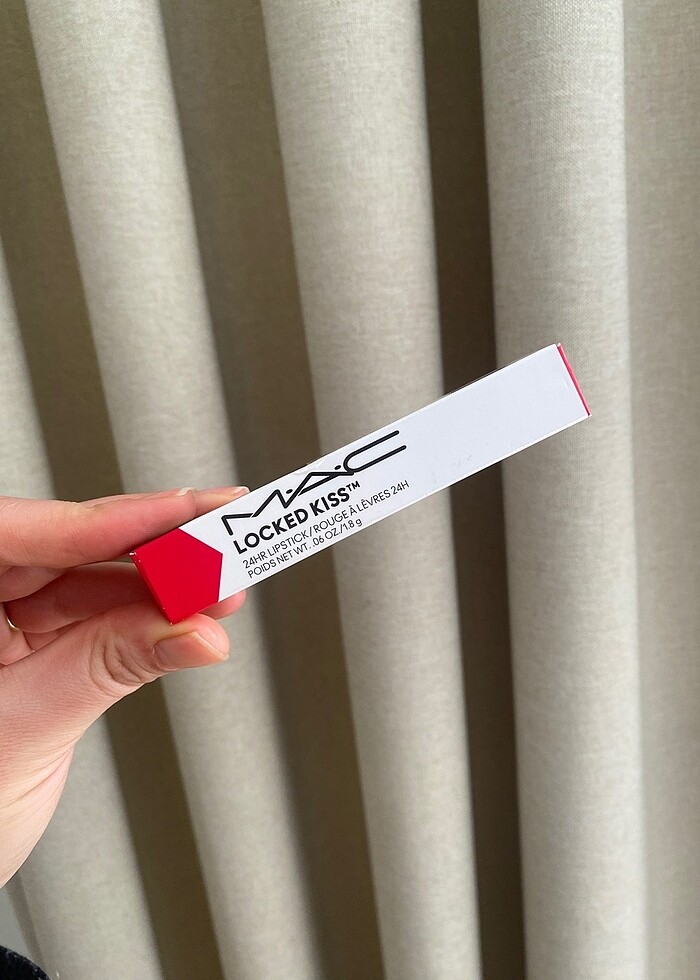 M·A·C
LOCKED KISS™
24HR LIPSTICK / ROUGE À LÈVRES 24H
POIDS NET WT. .06 OZ./1.8 g